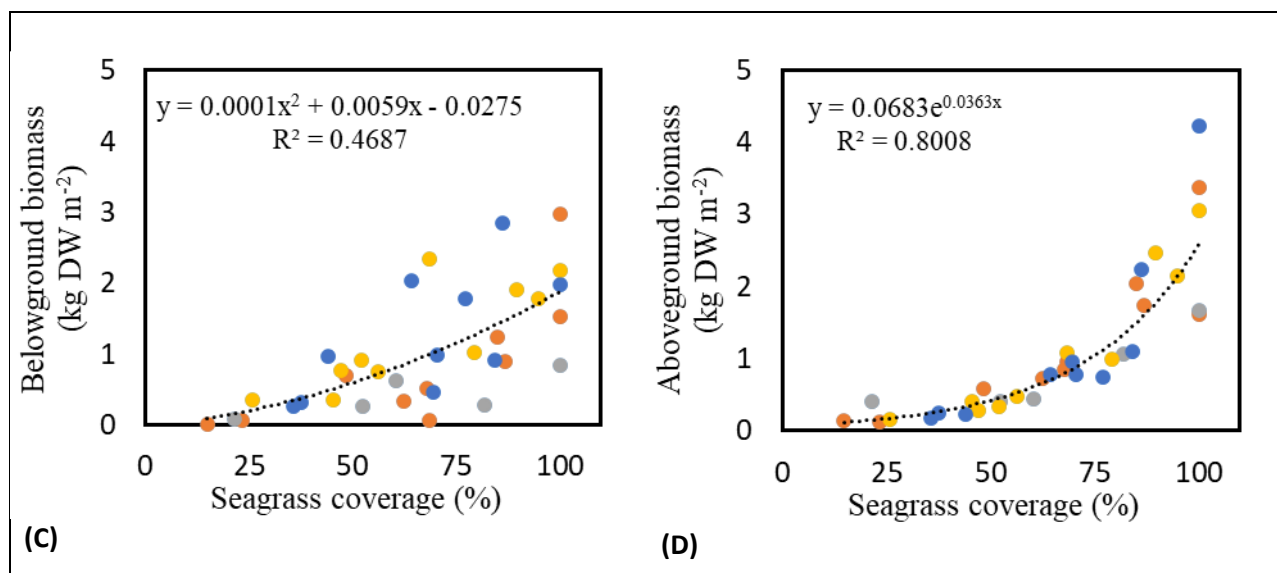 5
4
3
2
1
0
Belowground biomass
(kg DW m⁻²)
y = 0.0001x² + 0.0059x - 0.0275
R² = 0.4687
0 25 50 75 100
Seagrass coverage (%)
(C)
5
4
3
2
1
0
Aboveground biomass
(kg DW m⁻²)
y = 0.0683e^0.0363x
R² = 0.8008
0 25 50 75 100
Seagrass coverage (%)
(D)